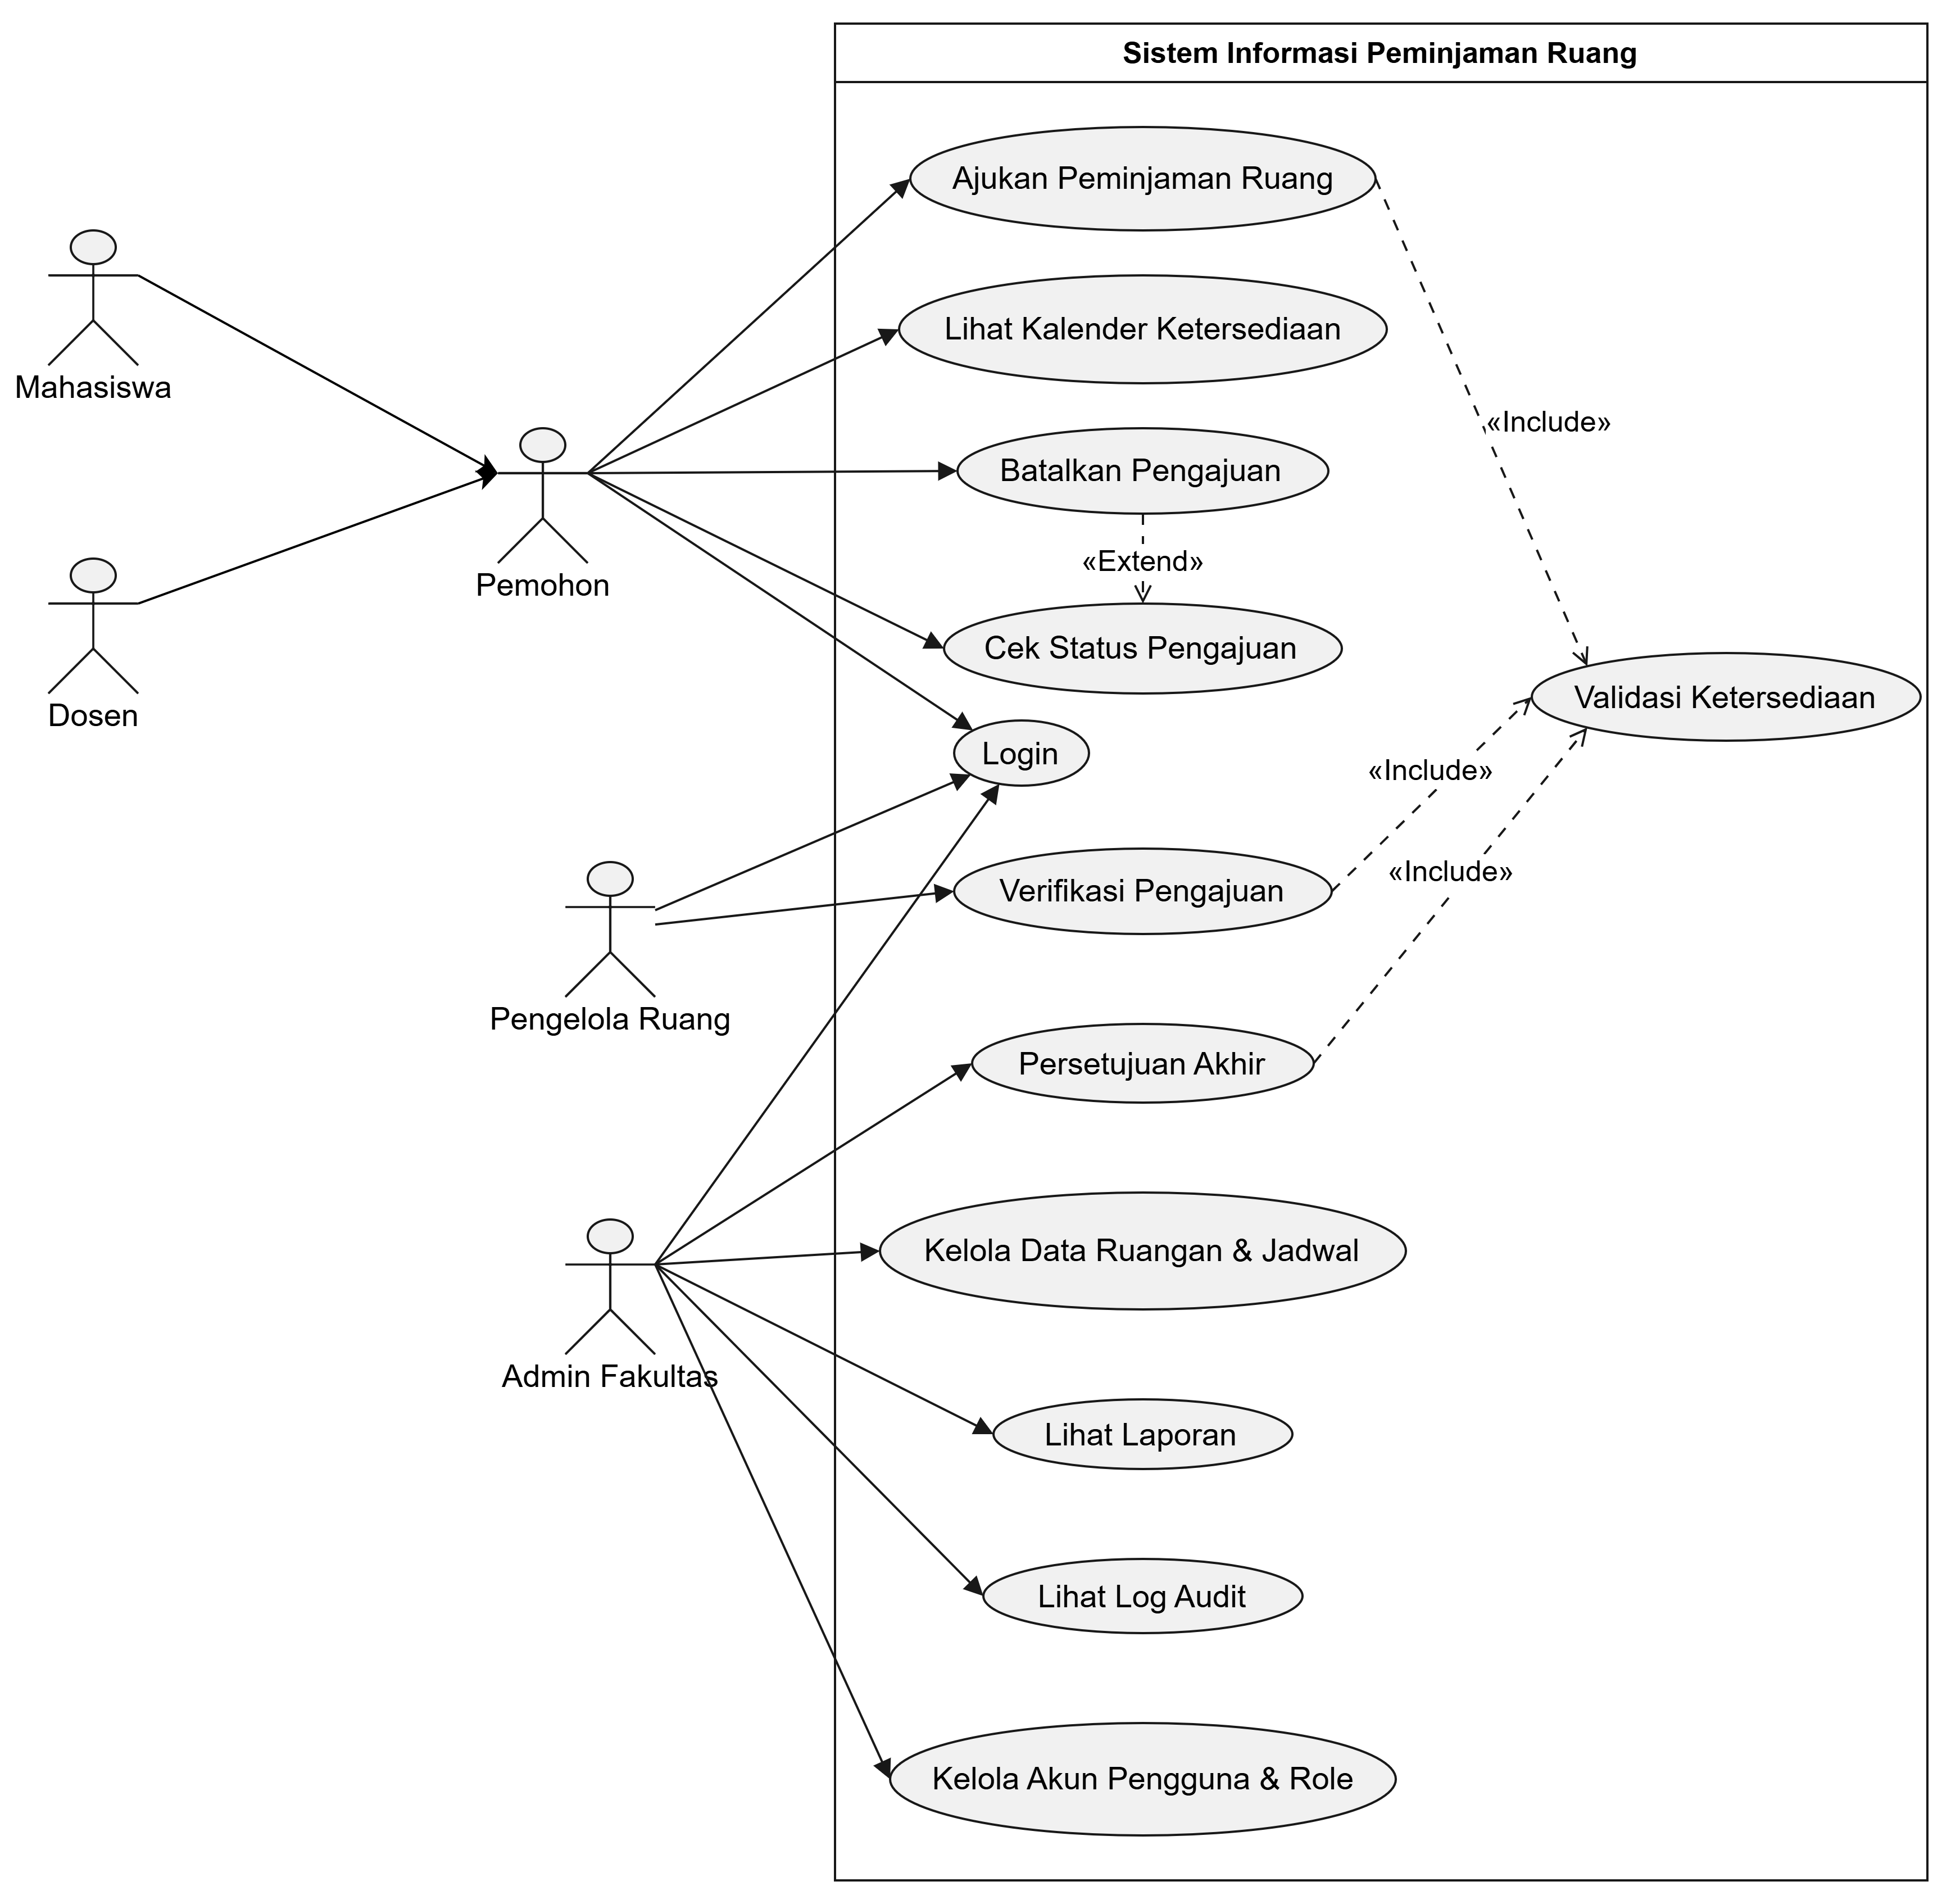 Sistem Informasi Peminjaman Ruang
Ajukan Peminjaman Ruang
Lihat Kalender Ketersediaan
Mahasiswa
«Include»
Batalkan Pengajuan
«Extend»
Pemohon
Cek Status Pengajuan
Validasi Ketersediaan
Dosen
Login
«Include»
«Include»
Verifikasi Pengajuan
Pengelola Ruang
Persetujuan Akhir
Kelola Data Ruangan & Jadwal
Admin Fakultas
Lihat Laporan
Lihat Log Audit
Kelola Akun Pengguna & Role